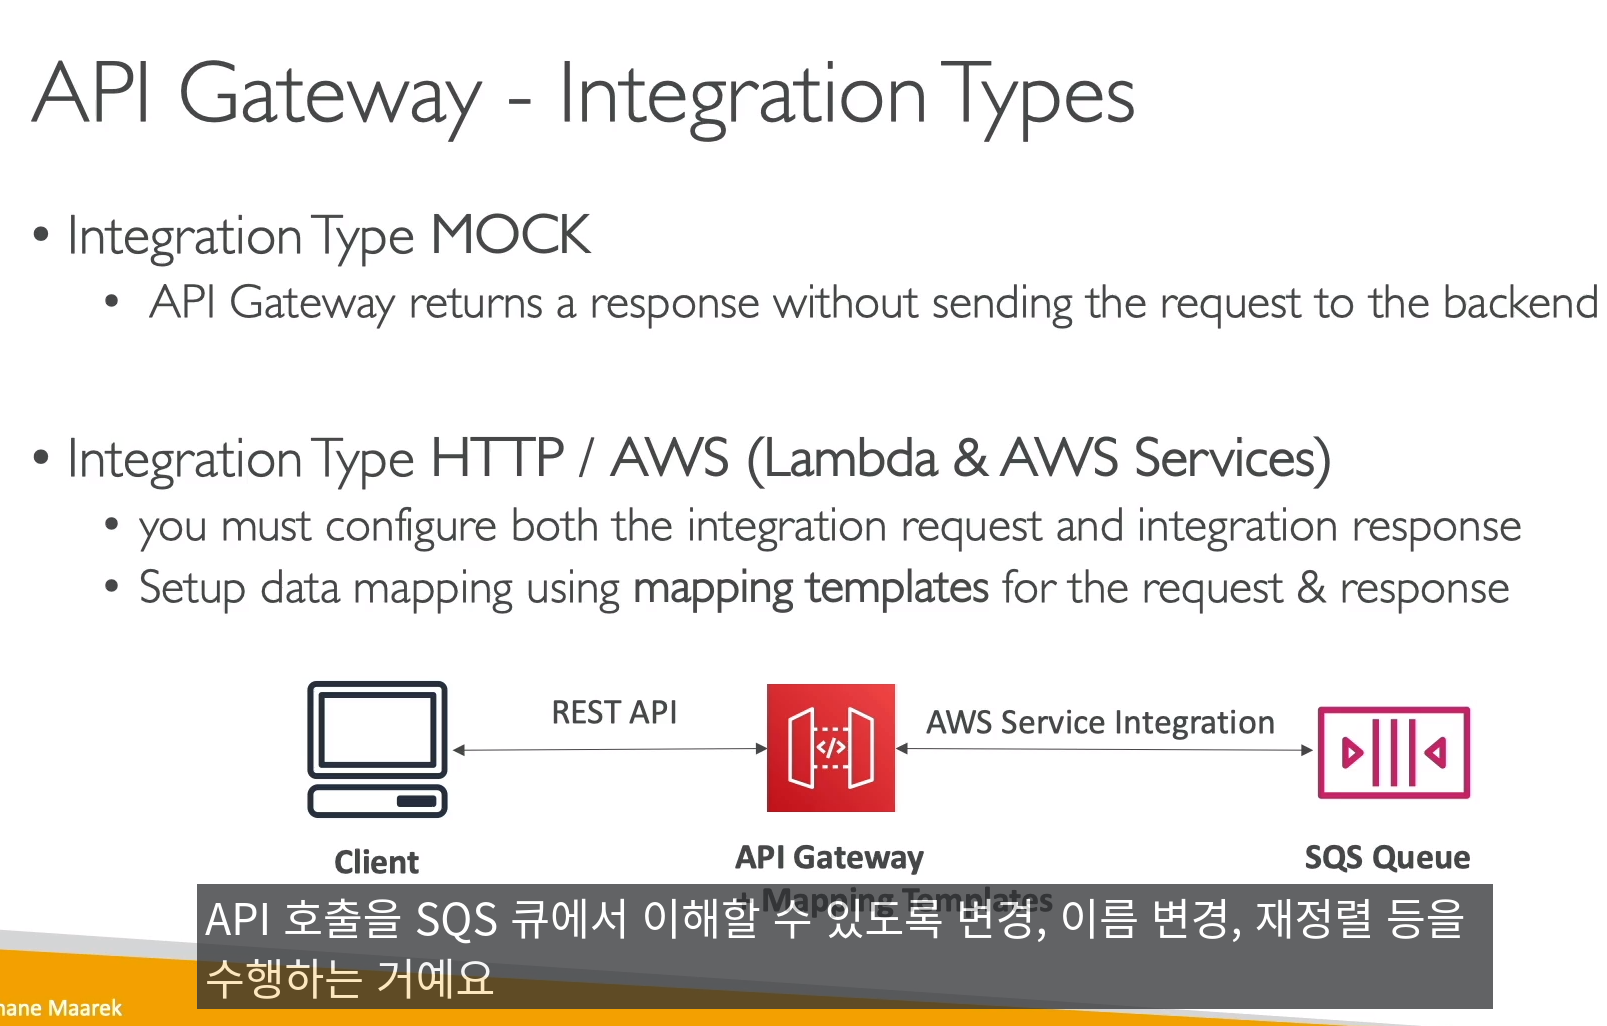 API Gateway - Integration Types
• Integration Type MOCK
• API Gateway returns a response without sending the request to the backend
• Integration Type HTTP / AWS (Lambda & AWS Services)
• you must configure both the integration request and integration response
• Setup data mapping using mapping templates for the request & response
REST API
AWS Service Integration
</>
Client
API Gateway
SQS Queue
+ Mapping Templates
API 호출을 SQS 큐에서 이해할 수 있도록 변경, 이름 변경, 재정렬 등을
수행하는 거예요
hane Maarek